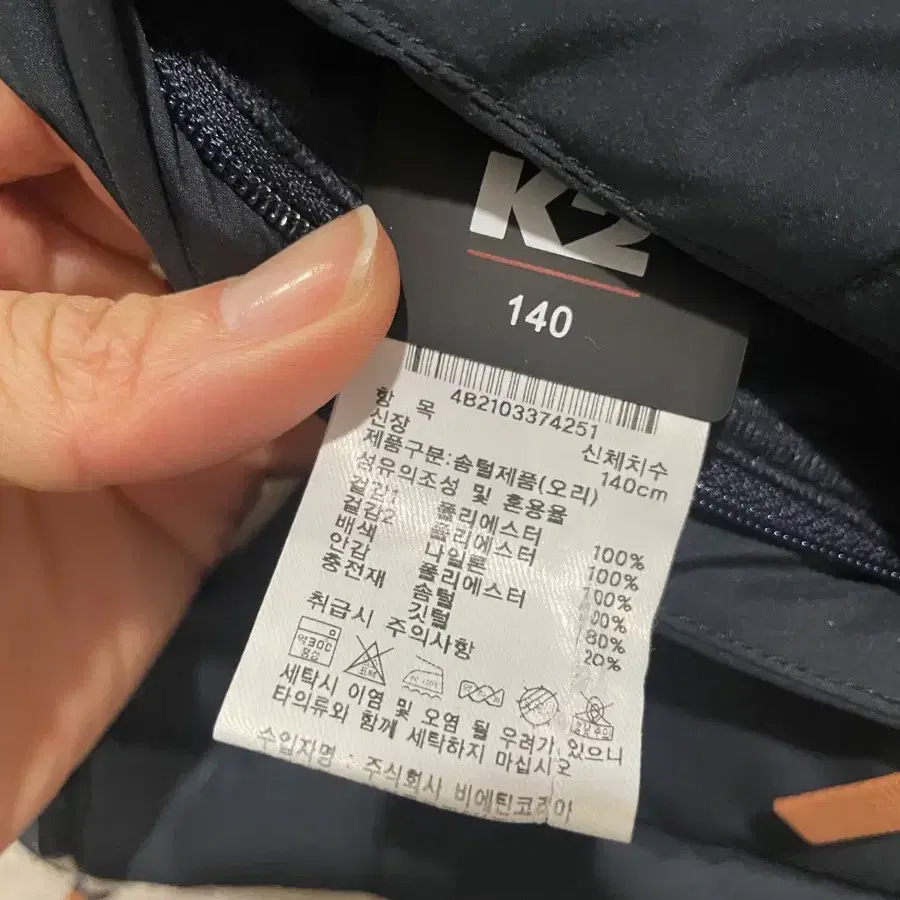 K2
140
4B2103374251
항 목 신체치수
신장 140cm
제품구분:솜털제품(오리)
섬유의조성 및 혼용율
겉감1 폴리에스터 100%
겉감2 폴리에스터 100%
배색 나일론 100%
안감 폴리에스터 100%
충전재 솜털 80%
깃털 20%
취급시 주의사항
약30℃
중성
세탁시 이염 및 오염 될 우려가 있으니
타의류와 함께 세탁하지 마십시오
수입자명 : 주식회사 비에틴코리아